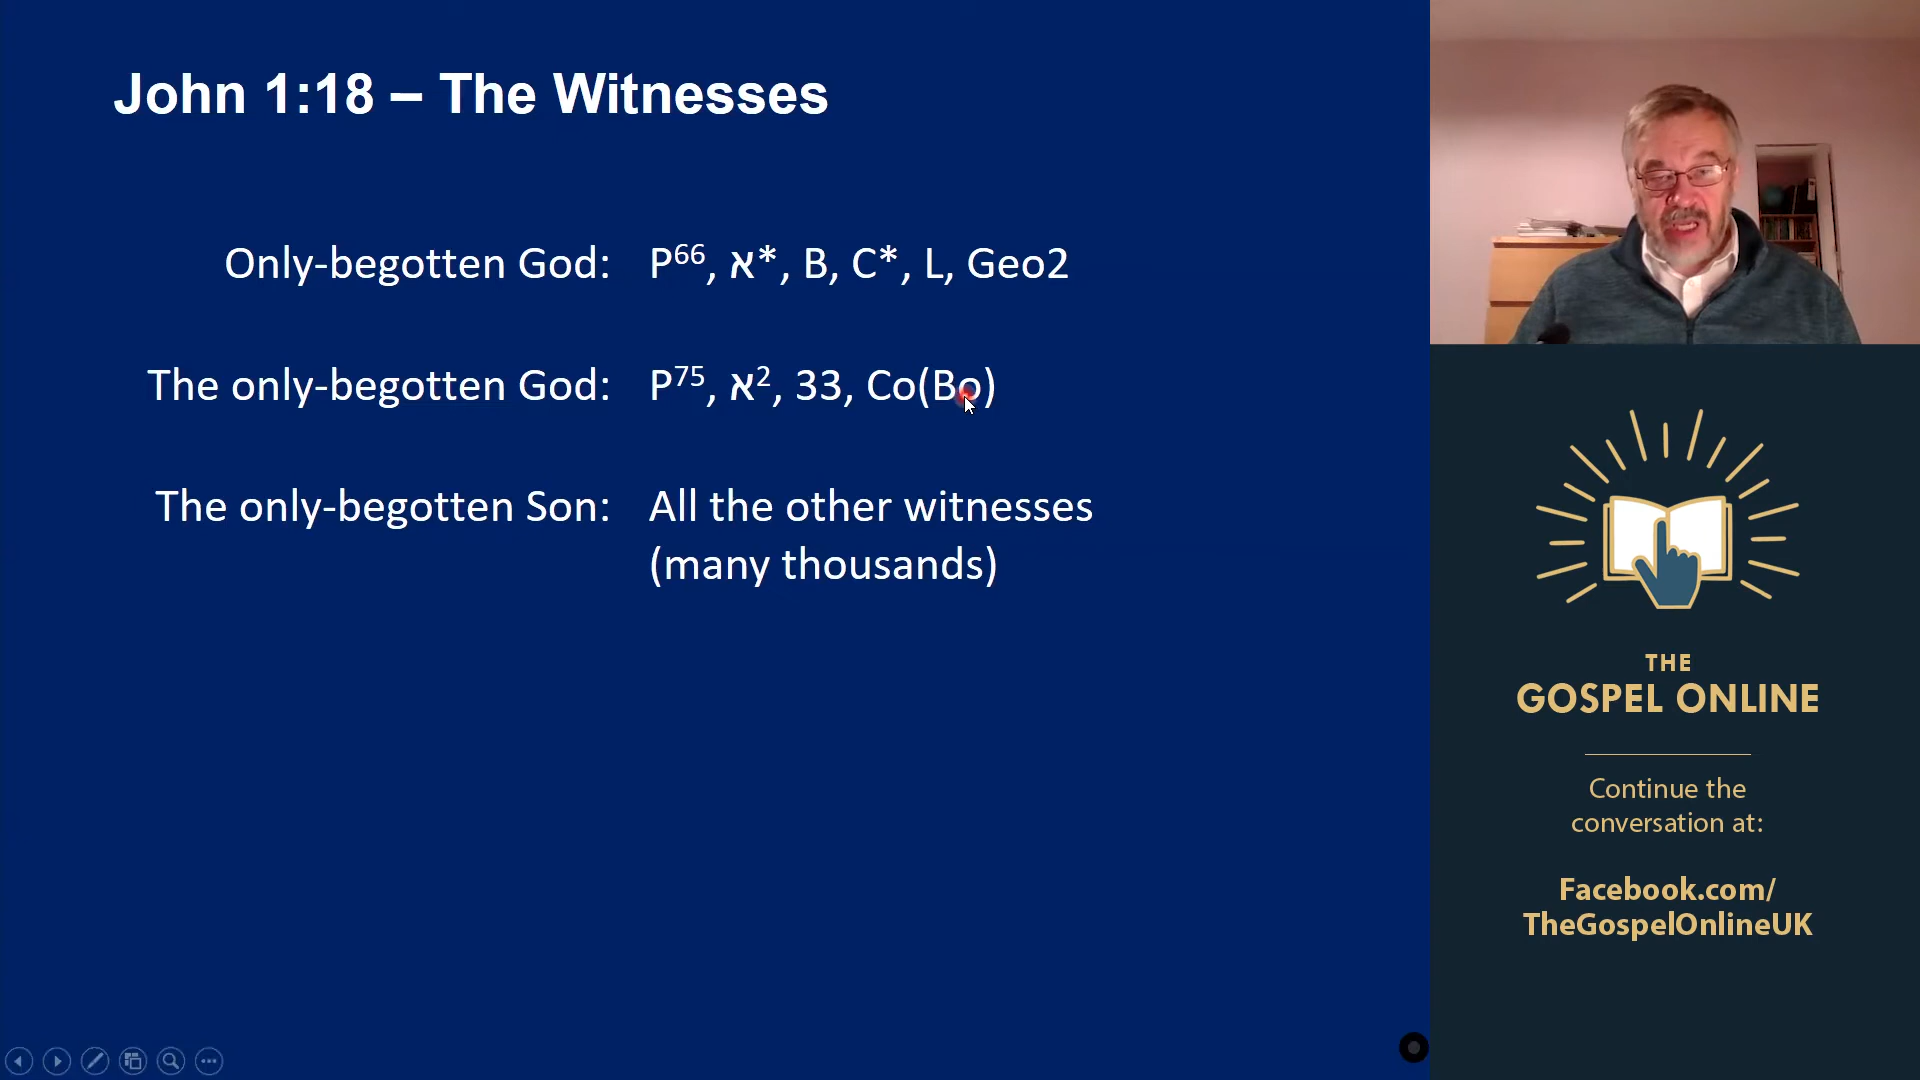 John 1:18 – The Witnesses
Only-begotten God: P⁶⁶, א*, B, C*, L, Geo2
The only-begotten God: P⁷⁵, א², 33, Co(Bo)
The only-begotten Son: All the other witnesses
(many thousands)
THE
GOSPEL ONLINE
Continue the
conversation at:
Facebook.com/
TheGospelOnlineUK